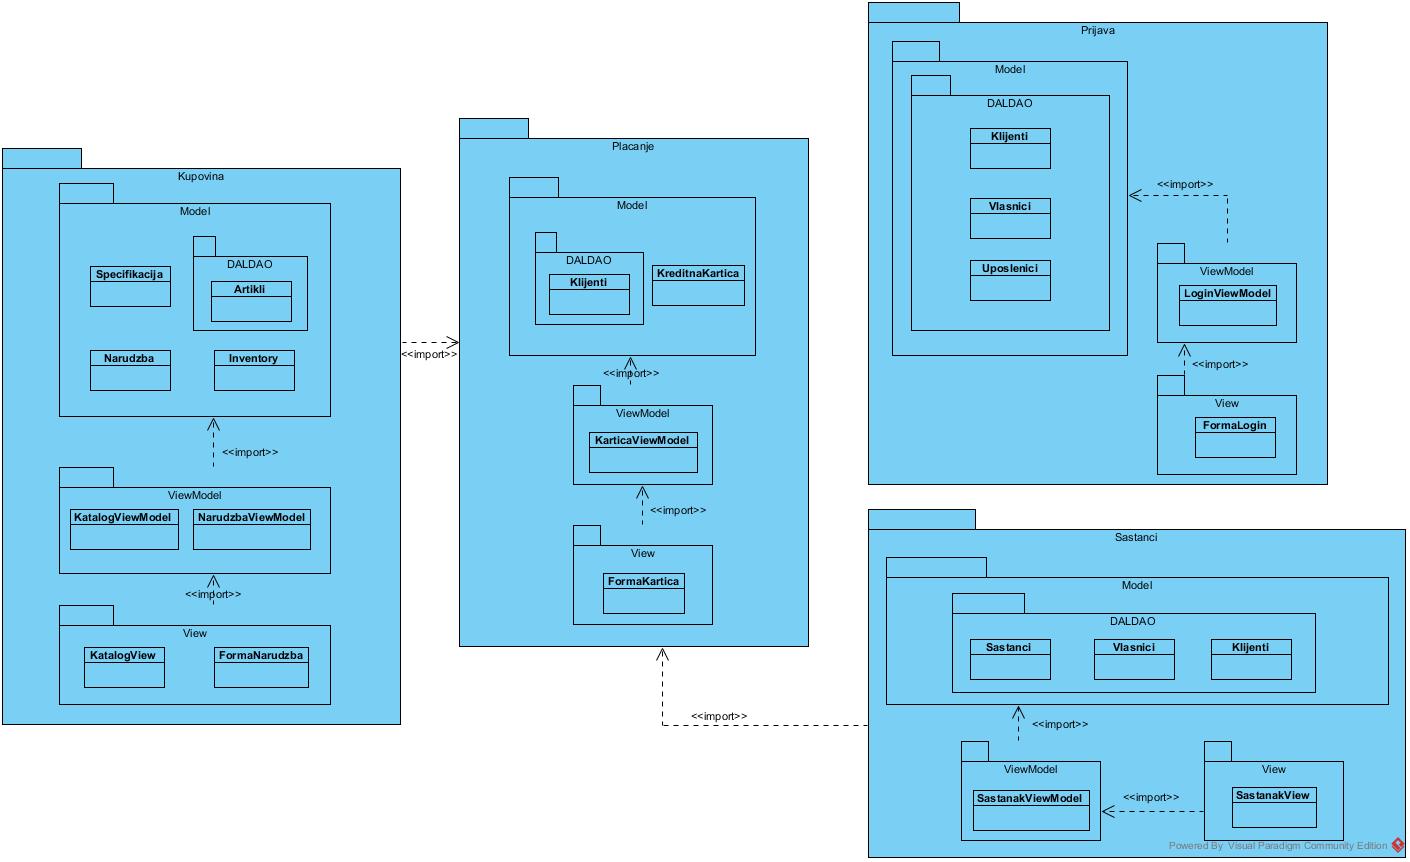 Kupovina
Model
Specifikacija
DALDAO
Artikli
Narudzba
Inventory
<<import>>
ViewModel
KatalogViewModel
NarudzbaViewModel
<<import>>
View
KatalogView
FormaNarudzba
<<import>>
Placanje
Model
DALDAO
Klijenti
KreditnaKartica
<<import>>
ViewModel
KarticaViewModel
<<import>>
View
FormaKartica
<<import>>
Prijava
Model
DALDAO
Klijenti
Vlasnici
Uposlenici
<<import>>
ViewModel
LoginViewModel
<<import>>
View
FormaLogin
Sastanci
Model
DALDAO
Sastanci
Vlasnici
Klijenti
<<import>>
ViewModel
SastanakViewModel
<<import>>
View
SastanakView
Powered By Visual Paradigm Community Edition